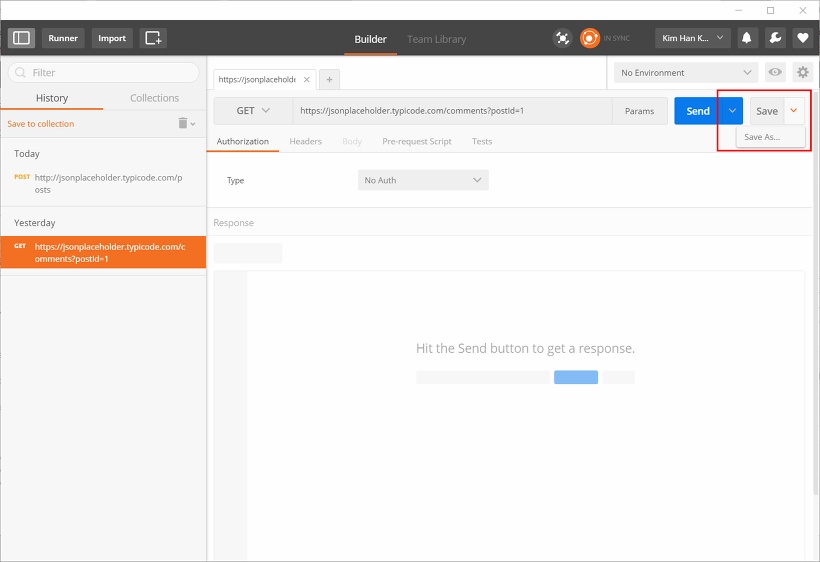 Runner
Import
Builder
Team Library
IN SYNC
Kim Han K...
Filter
History
Collections
Save to collection
Today
POST http://jsonplaceholder.typicode.com/p
osts
Yesterday
GET https://jsonplaceholder.typicode.com/c
omments?postId=1
https://jsonplaceholde
No Environment
GET
https://jsonplaceholder.typicode.com/comments?postId=1
Params
Send
Save
Save As...
Authorization
Headers
Body
Pre-request Script
Tests
Type
No Auth
Response
Hit the Send button to get a response.